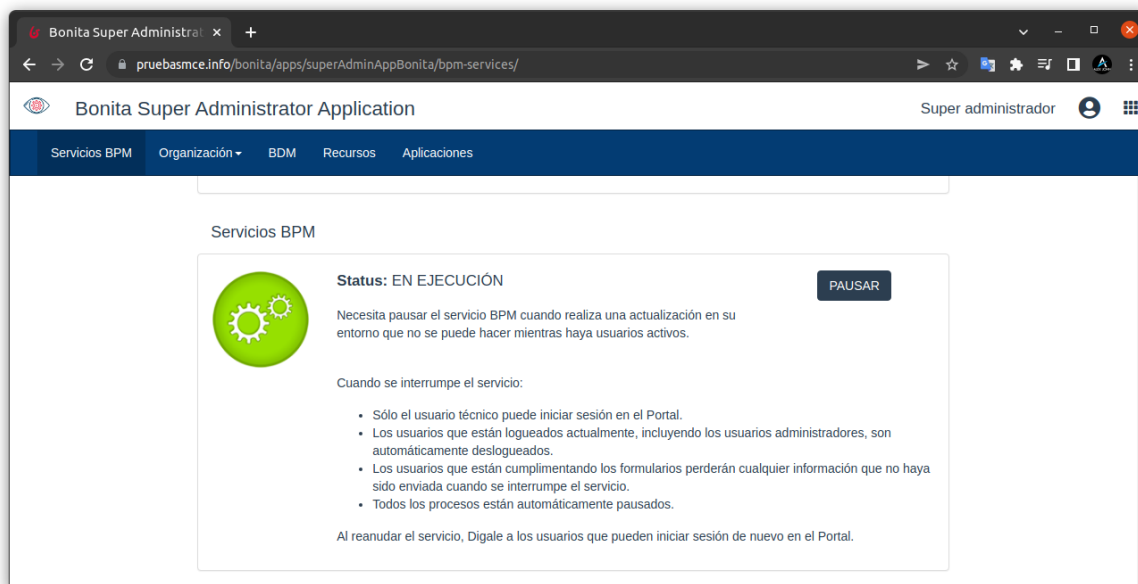 Bonita Super Administrat
pruebasmce.info/bonita/apps/superAdminAppBonita/bpm-services/
Bonita Super Administrator Application
Super administrador
Servicios BPM
Organización
BDM
Recursos
Aplicaciones
Servicios BPM
Status: EN EJECUCIÓN
PAUSAR
Necesita pausar el servicio BPM cuando realiza una actualización en su
entorno que no se puede hacer mientras haya usuarios activos.
Cuando se interrumpe el servicio:
• Sólo el usuario técnico puede iniciar sesión en el Portal.
• Los usuarios que están logueados actualmente, incluyendo los usuarios administradores, son
automáticamente deslogueados.
• Los usuarios que están cumplimentando los formularios perderán cualquier información que no haya
sido enviada cuando se interrumpe el servicio.
• Todos los procesos están automáticamente pausados.
Al reanudar el servicio, Digale a los usuarios que pueden iniciar sesión de nuevo en el Portal.